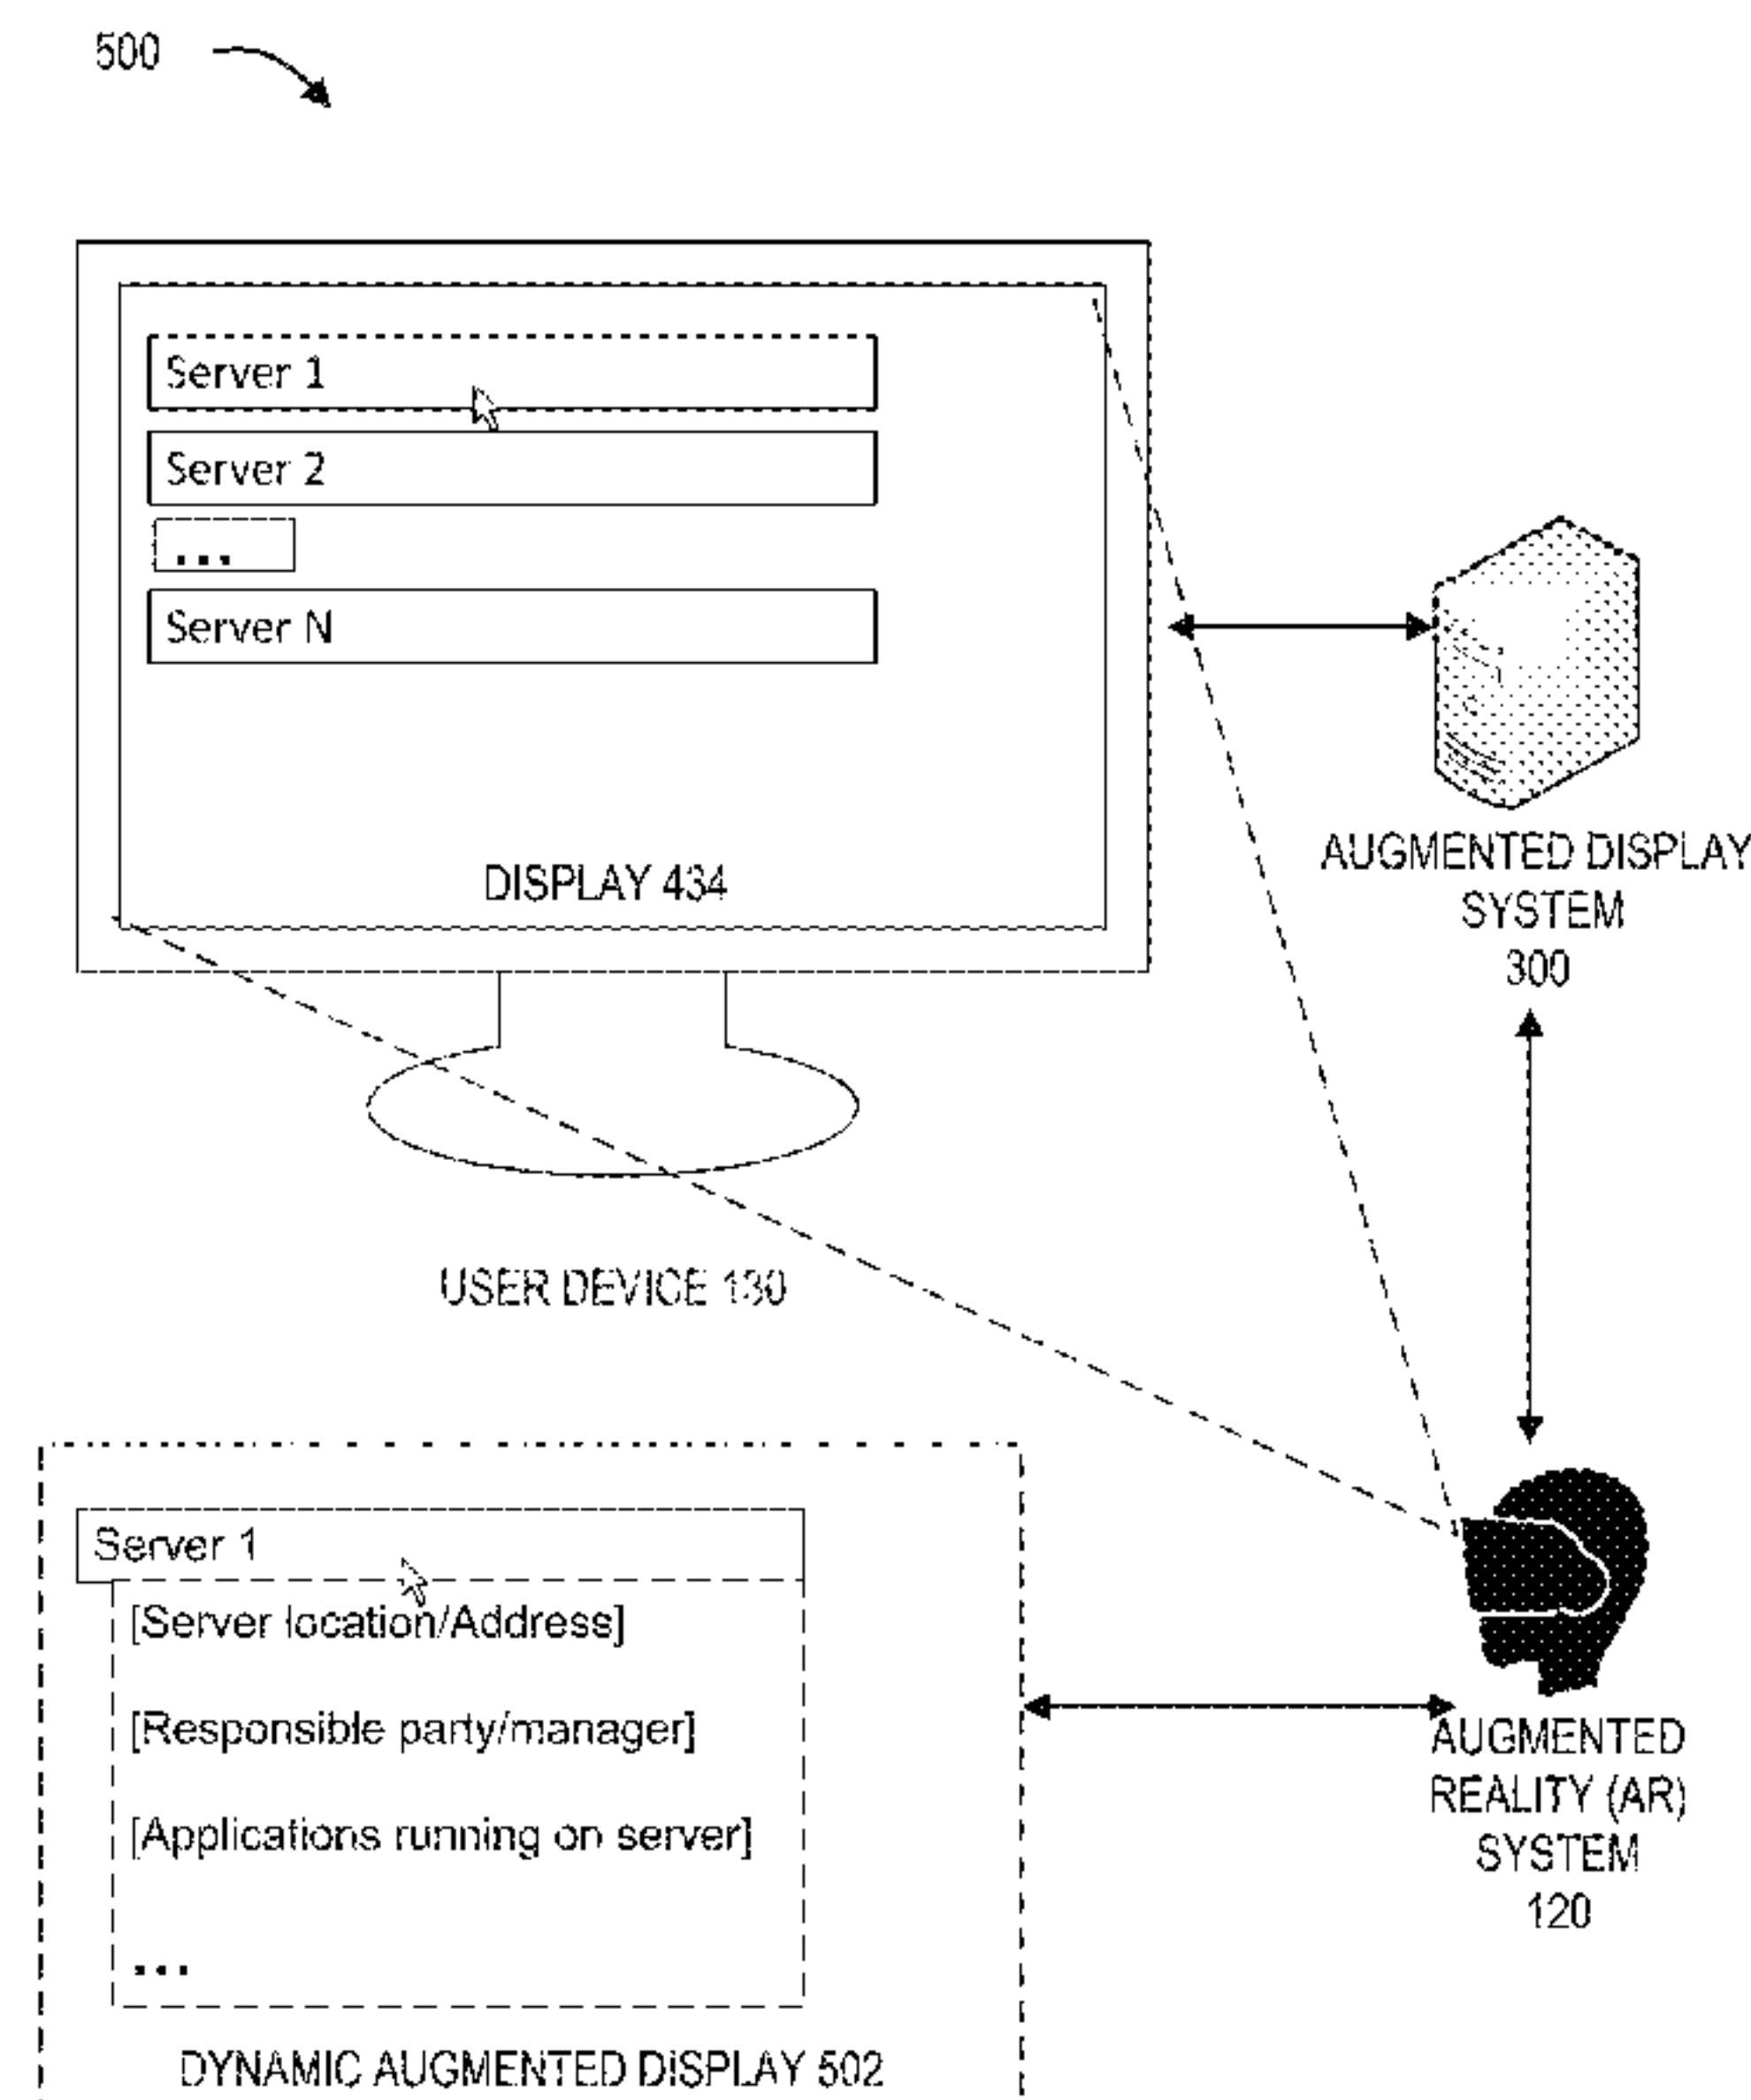 500
Server 1
Server 2
...
Server N
DISPLAY 434
AUGMENTED DISPLAY
SYSTEM
300
USER DEVICE 130
Server 1
[Server location/Address]
[Responsible party/manager]
[Applications running on server]
...
DYNAMIC AUGMENTED DISPLAY 502
AUGMENTED
REALITY (AR)
SYSTEM
120